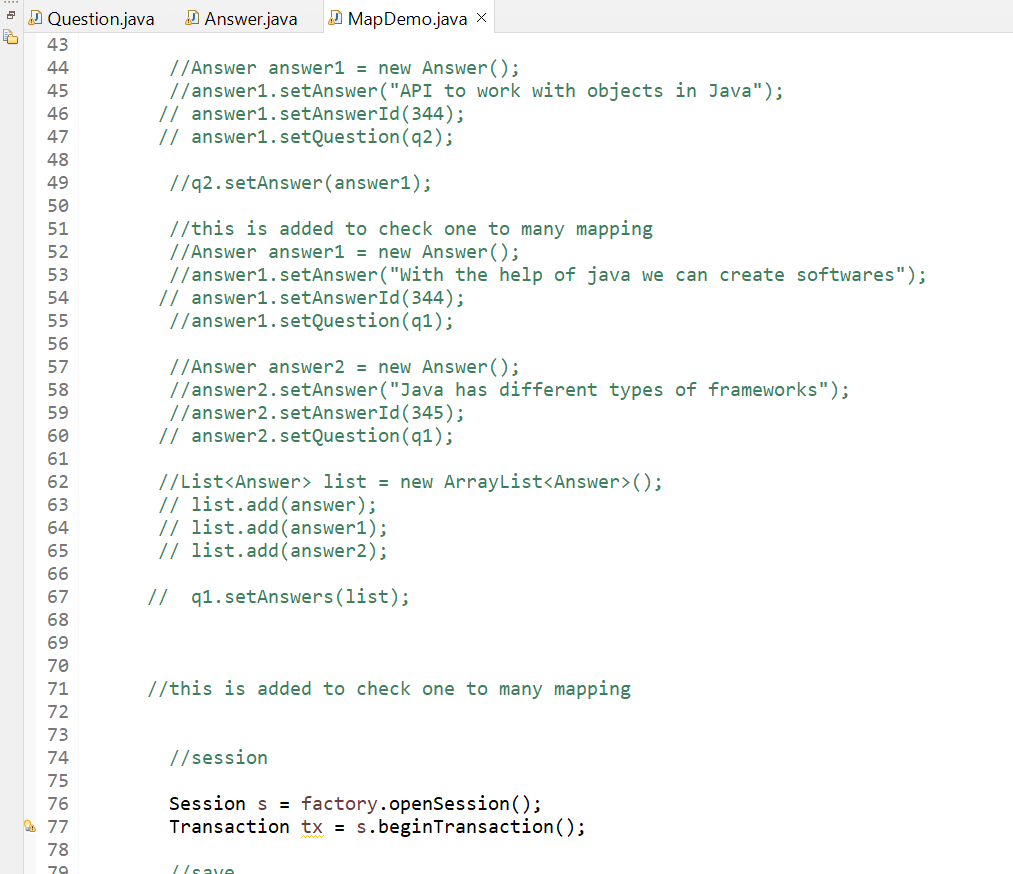 Question.java Answer.java MapDemo.java
43
44 //Answer answer1 = new Answer();
45 //answer1.setAnswer("API to work with objects in Java");
46 // answer1.setAnswerId(344);
47 // answer1.setQuestion(q2);
48
49 //q2.setAnswer(answer1);
50
51 //this is added to check one to many mapping
52 //Answer answer1 = new Answer();
53 //answer1.setAnswer("With the help of java we can create softwares");
54 // answer1.setAnswerId(344);
55 //answer1.setQuestion(q1);
56
57 //Answer answer2 = new Answer();
58 //answer2.setAnswer("Java has different types of frameworks");
59 //answer2.setAnswerId(345);
60 // answer2.setQuestion(q1);
61
62 //List<Answer> list = new ArrayList<Answer>();
63 // list.add(answer);
64 // list.add(answer1);
65 // list.add(answer2);
66
67 //  q1.setAnswers(list);
68
69
70
71 //this is added to check one to many mapping
72
73
74 //session
75
76 Session s = factory.openSession();
77 Transaction tx = s.beginTransaction();
78
79 //save